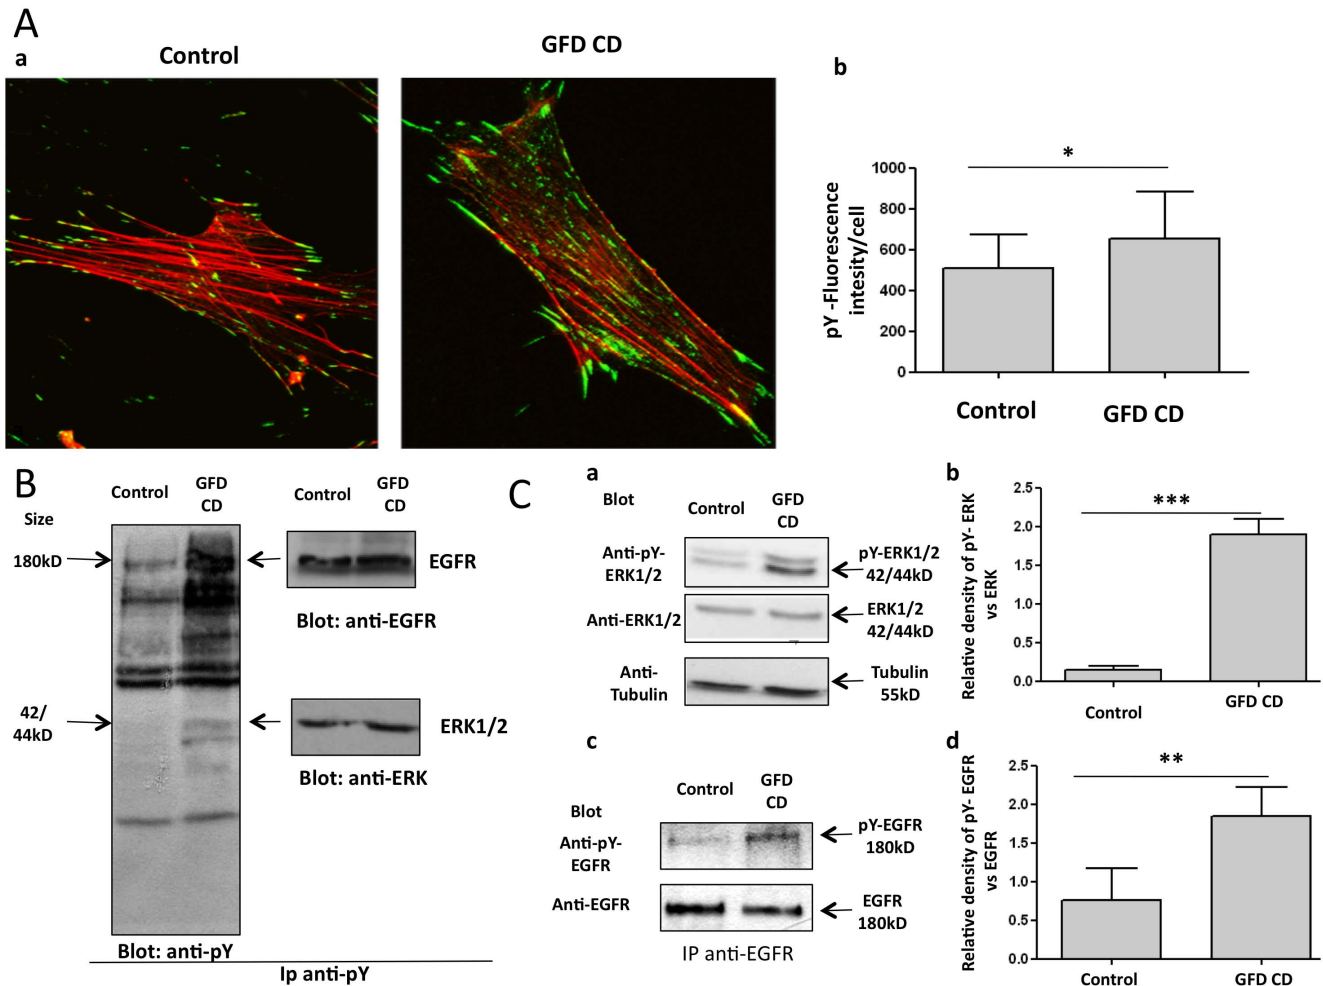 A
a
Control
GFD CD
b
pY -Fluorescence
intesity/cell
1000
800
600
400
200
0
*
Control
GFD CD
B
Size
Control
GFD
CD
Control
GFD
CD
180kD
EGFR
Blot: anti-EGFR
42/
44kD
ERK1/2
Blot: anti-ERK
Blot: anti-pY
Ip anti-pY
C
a
Blot
Control
GFD
CD
Anti-pY-
ERK1/2
pY-ERK1/2
42/44kD
Anti-ERK1/2
ERK1/2
42/44kD
Anti-
Tubulin
Tubulin
55kD
b
Relative density of pY- ERK
vs ERK
2.5
2.0
1.5
1.0
0.5
0.0
***
Control
GFD CD
c
Control
GFD
CD
Blot
Anti-pY-
EGFR
pY-EGFR
180kD
Anti-EGFR
EGFR
180kD
IP anti-EGFR
d
Relative density of pY- EGFR
vs EGFR
2.5
2.0
1.5
1.0
0.5
0.0
**
Control
GFD CD